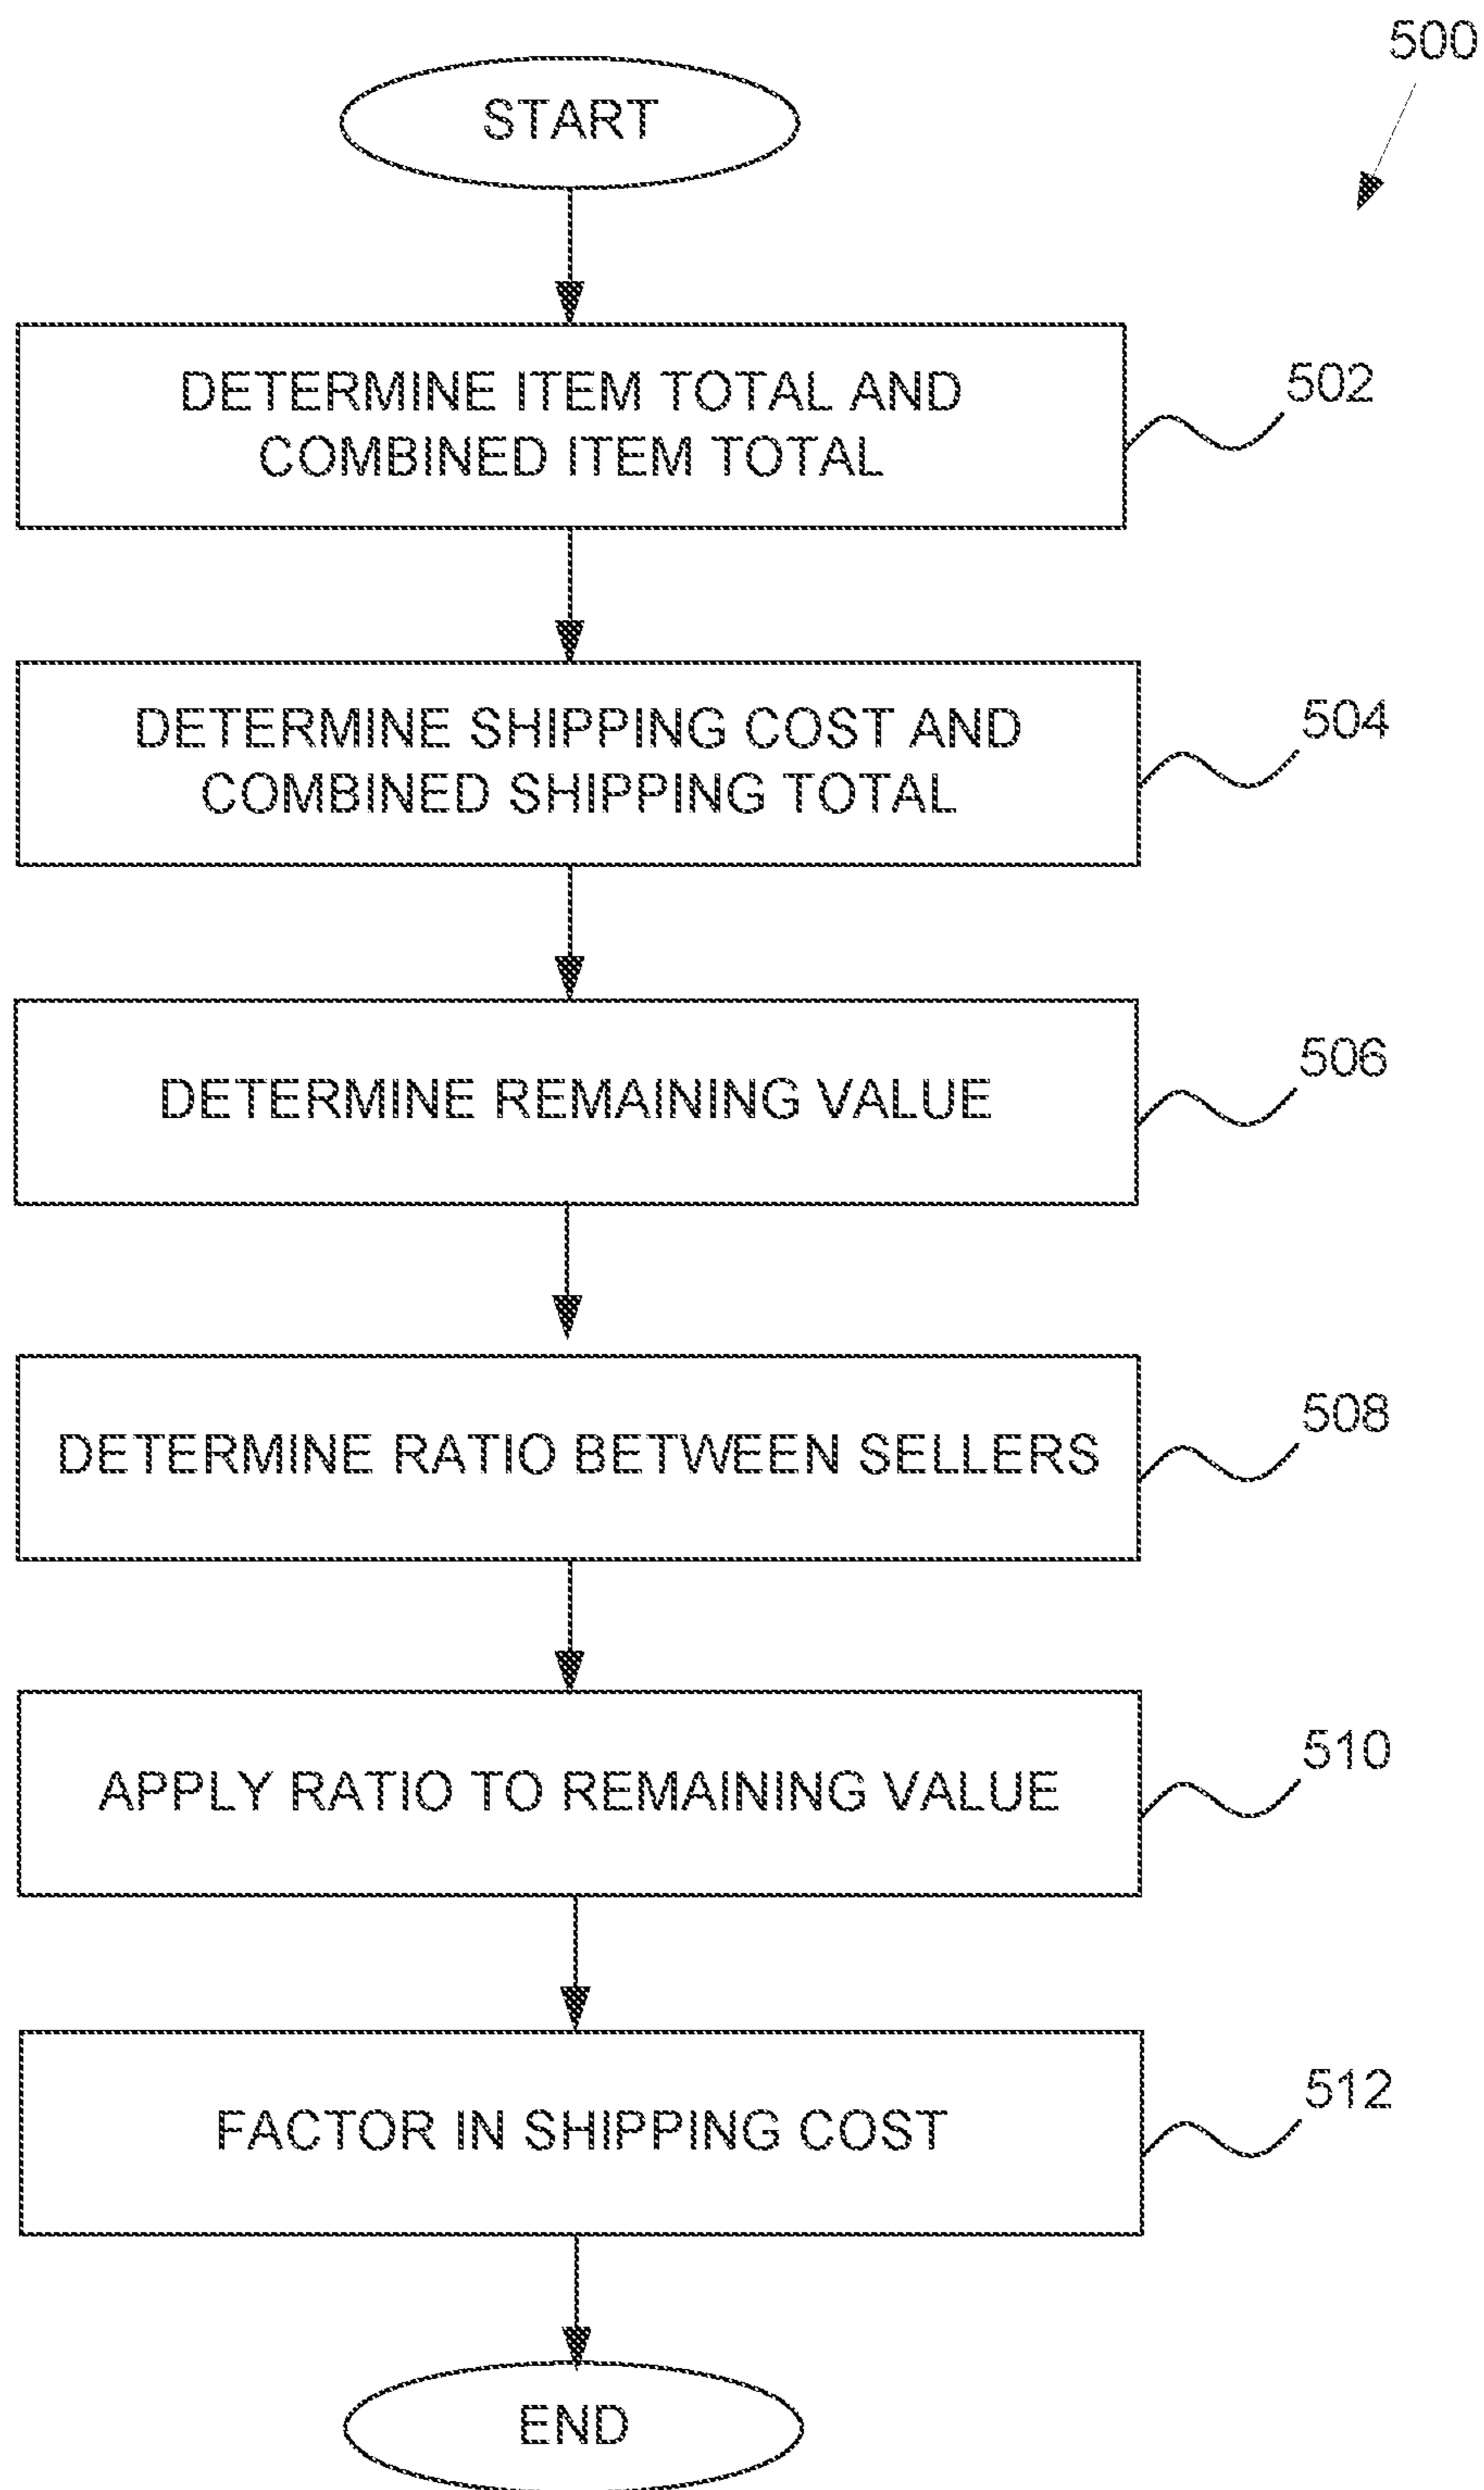 500
START
DETERMINE ITEM TOTAL AND
COMBINED ITEM TOTAL
502
DETERMINE SHIPPING COST AND
COMBINED SHIPPING TOTAL
504
DETERMINE REMAINING VALUE
506
DETERMINE RATIO BETWEEN SELLERS
508
APPLY RATIO TO REMAINING VALUE
510
FACTOR IN SHIPPING COST
512
END